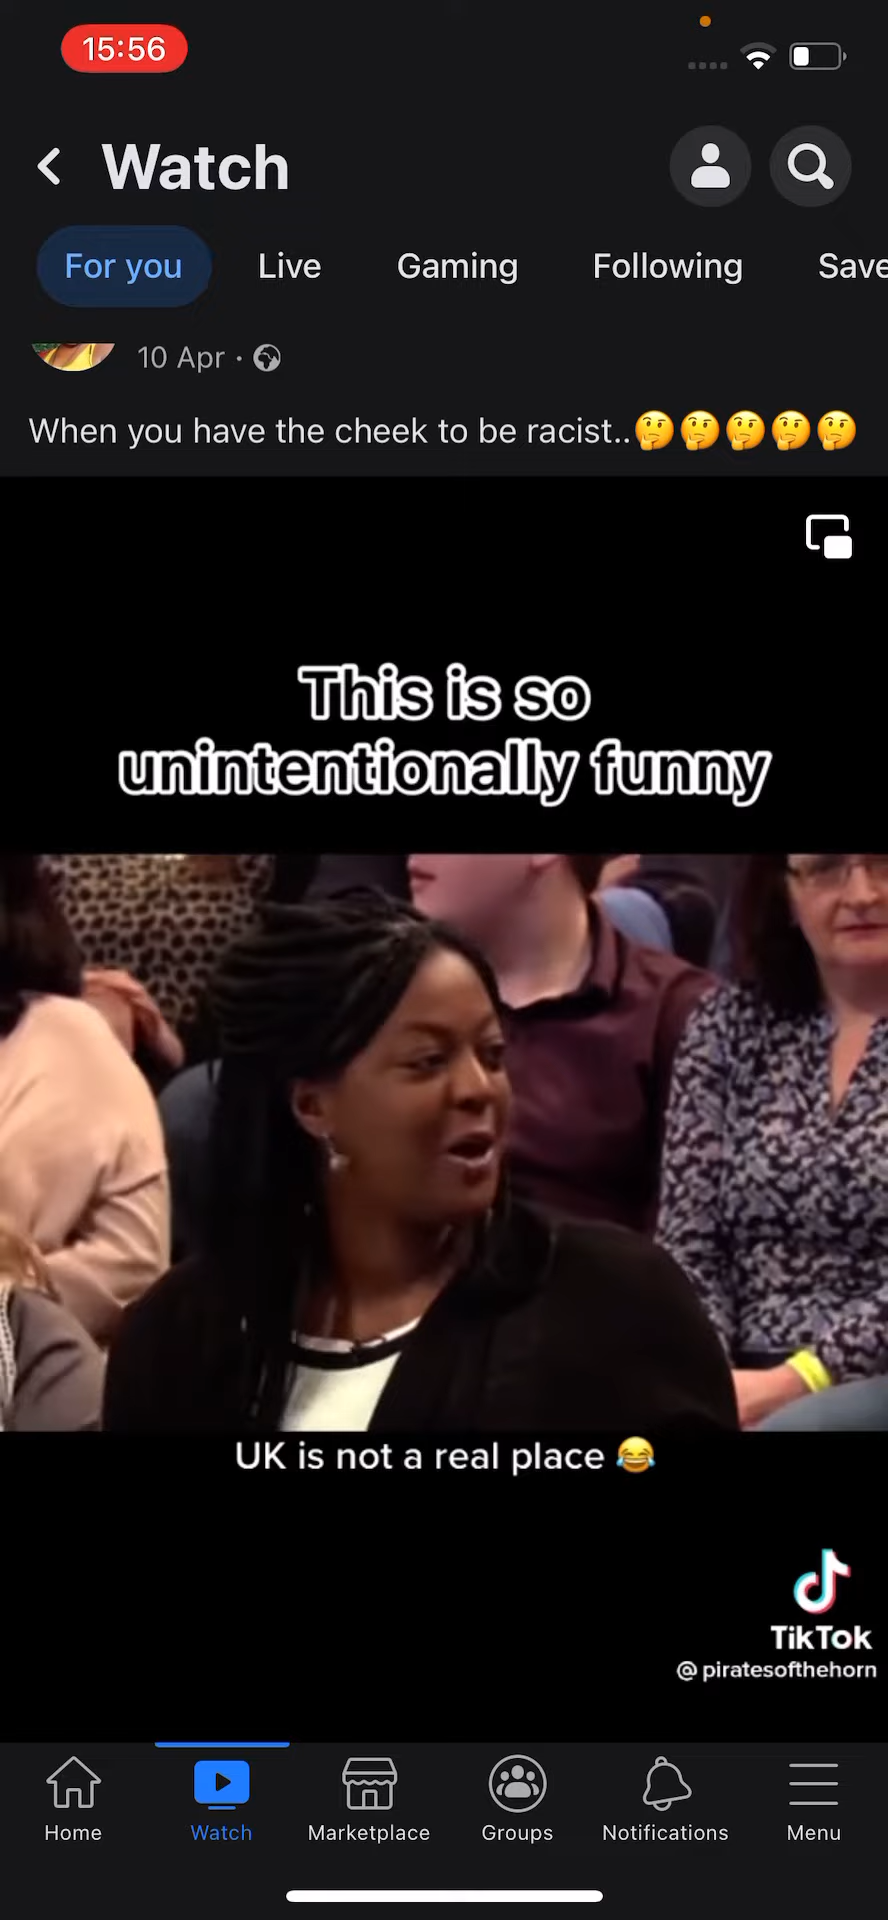 15:56
Watch
For you Live Gaming Following Save
10 Apr ·
When you have the cheek to be racist..🤔🤔🤔🤔🤔
This is so
unintentionally funny
UK is not a real place 😂
TikTok
@piratesofthehorn
Home Watch Marketplace Groups Notifications Menu